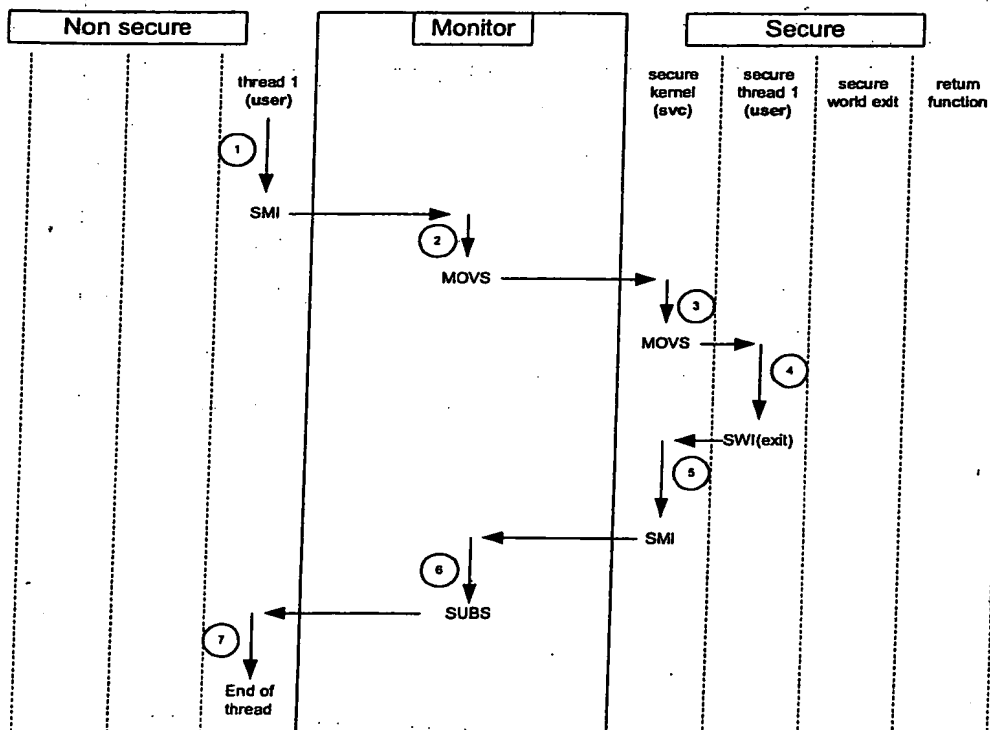 Non secure
Monitor
Secure
thread 1
(user)
secure
kernel
(svc)
secure
thread 1
(user)
secure
world exit
return
function
1
SMI
2
MOVS
3
MOVS
4
SWI(exit)
5
SMI
6
SUBS
7
End of
thread